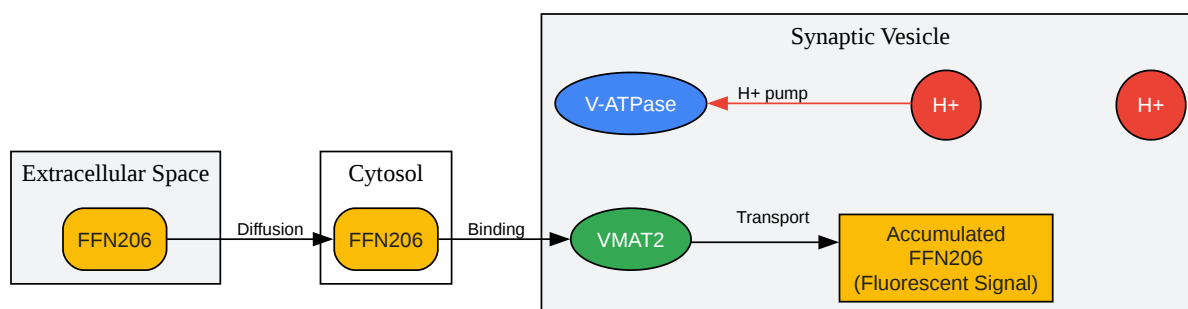 Synaptic Vesicle
V-ATPase
H+ pump
H+
H+
Extracellular Space
Cytosol
FFN206
Diffusion
FFN206
Binding
VMAT2
Transport
Accumulated
FFN206
(Fluorescent Signal)